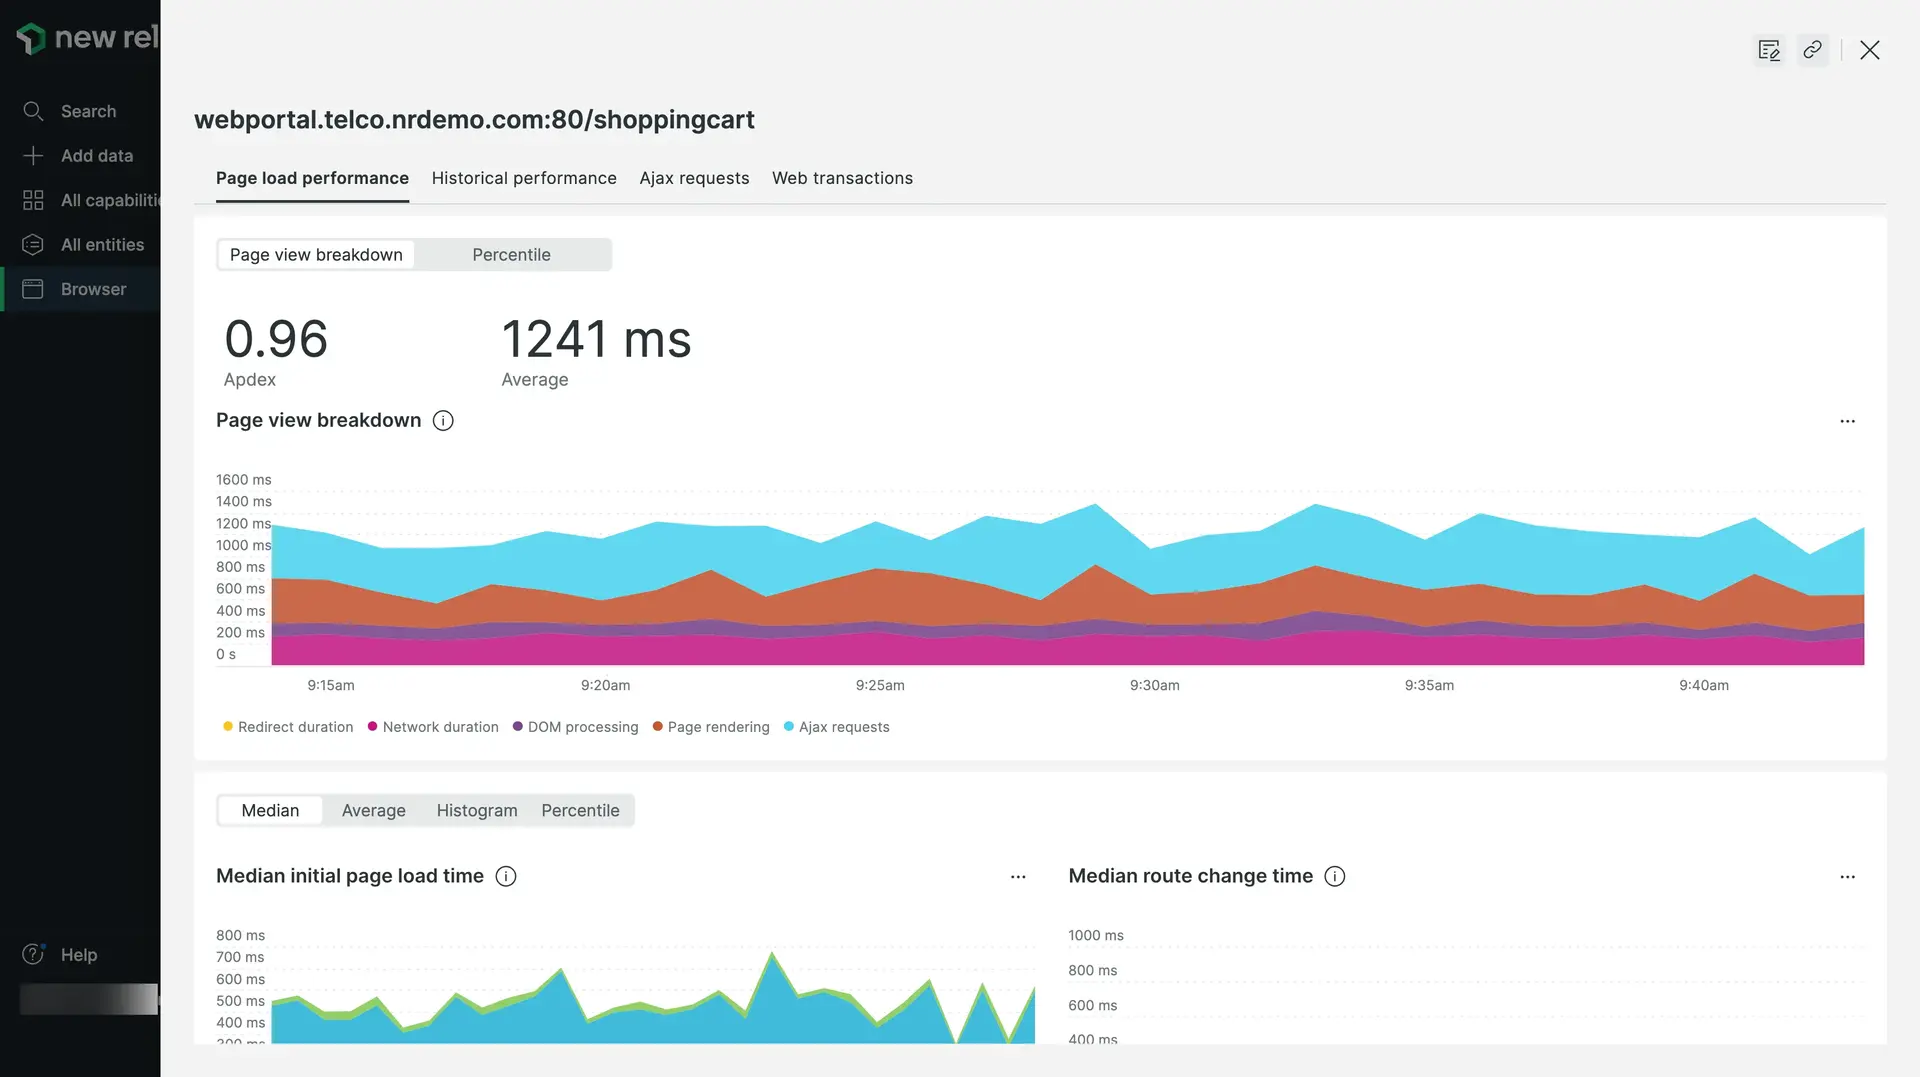 new rel
Search
Add data
All capabilitie
All entities
Browser
Help
webportal.telco.nrdemo.com:80/shoppingcart
Page load performance Historical performance Ajax requests Web transactions
Page view breakdown Percentile
0.96 1241 ms
Apdex Average
Page view breakdown
1600 ms
1400 ms
1200 ms
1000 ms
800 ms
600 ms
400 ms
200 ms
0 s
9:15am 9:20am 9:25am 9:30am 9:35am 9:40am
Redirect duration Network duration DOM processing Page rendering Ajax requests
Median Average Histogram Percentile
Median initial page load time
800 ms
700 ms
600 ms
500 ms
400 ms
300 ms
Median route change time
1000 ms
800 ms
600 ms
400 ms